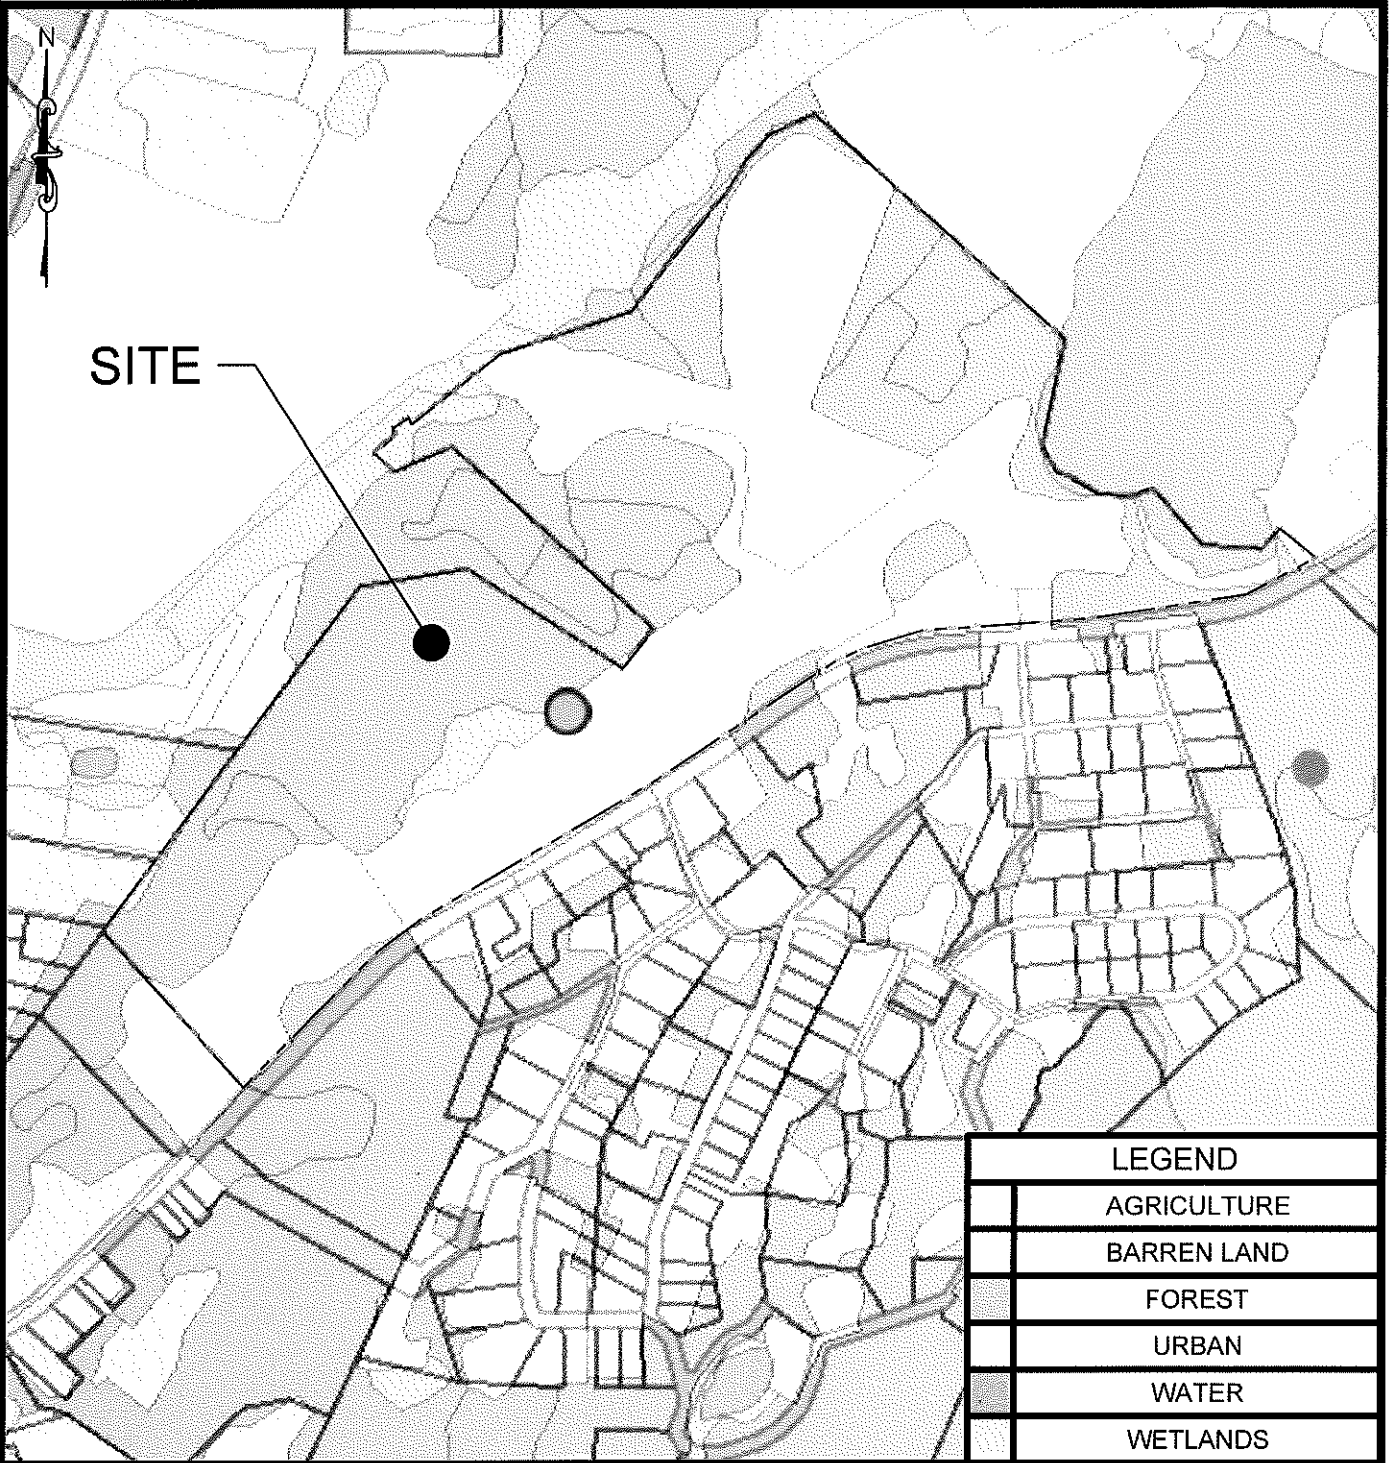 N
SITE
LEGEND
AGRICULTURE
BARREN LAND
FOREST
URBAN
WATER
WETLANDS